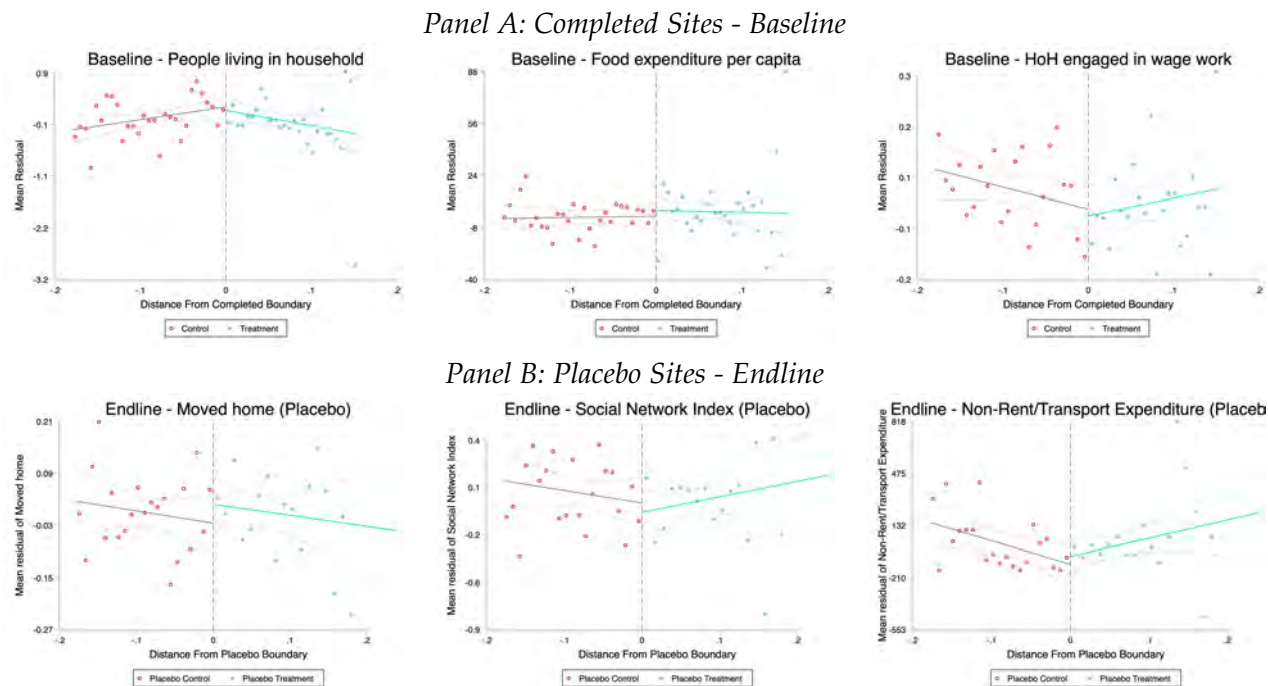 Panel A: Completed Sites - Baseline
Baseline - People living in household
Mean Residual
0.9
-0.1
-1.1
-2.2
-3.2
-.2
-.1
0
.1
.2
Distance From Completed Boundary
Control
Treatment
Baseline - Food expenditure per capita
Mean Residual
86
56
24
-8
-40
-.2
-.1
0
.1
.2
Distance From Completed Boundary
Control
Treatment
Baseline - HoH engaged in wage work
Mean Residual
0.3
0.2
0.1
-0.1
-0.2
-.2
-.1
0
.1
.2
Distance From Completed Boundary
Control
Treatment
Panel B: Placebo Sites - Endline
Endline - Moved home (Placebo)
Mean residual of Moved home
0.21
0.09
-0.03
-0.15
-0.27
-.2
-.1
0
.1
.2
Distance From Placebo Boundary
Placebo Control
Placebo Treatment
Endline - Social Network Index (Placebo)
Mean residual of Social Network Index
0.4
0.1
-0.2
-0.6
-0.9
-.2
-.1
0
.1
.2
Distance From Placebo Boundary
Placebo Control
Placebo Treatment
Endline - Non-Rent/Transport Expenditure (Placeb
Mean residual of Non-Rent/Transport Expenditure
818
475
132
-210
-553
-.2
-.1
0
.1
.2
Distance From Placebo Boundary
Placebo Control
Placebo Treatment